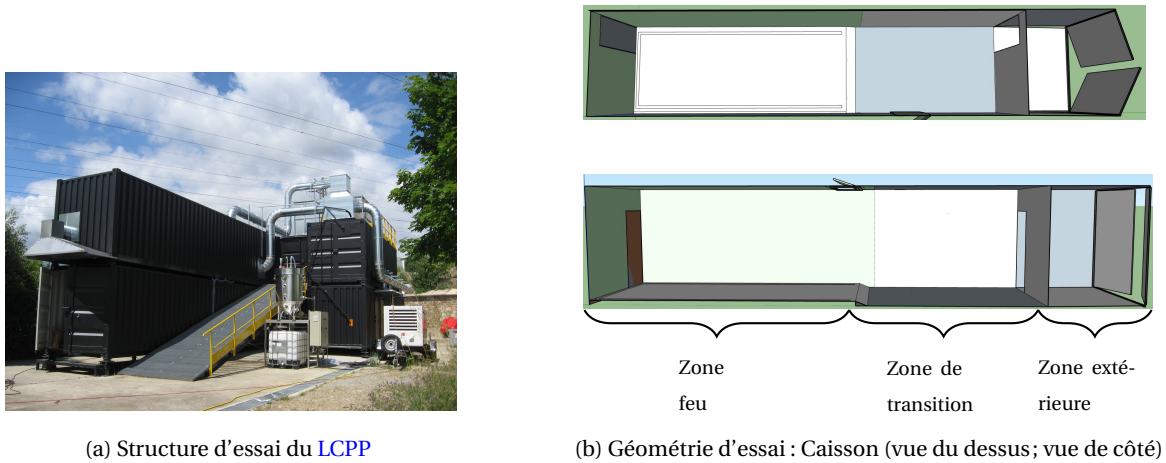 Zone
feu
Zone de
transition
Zone exté-
rieure
(a) Structure d'essai du LCPP
(b) Géométrie d'essai : Caisson (vue du dessus; vue de côté)